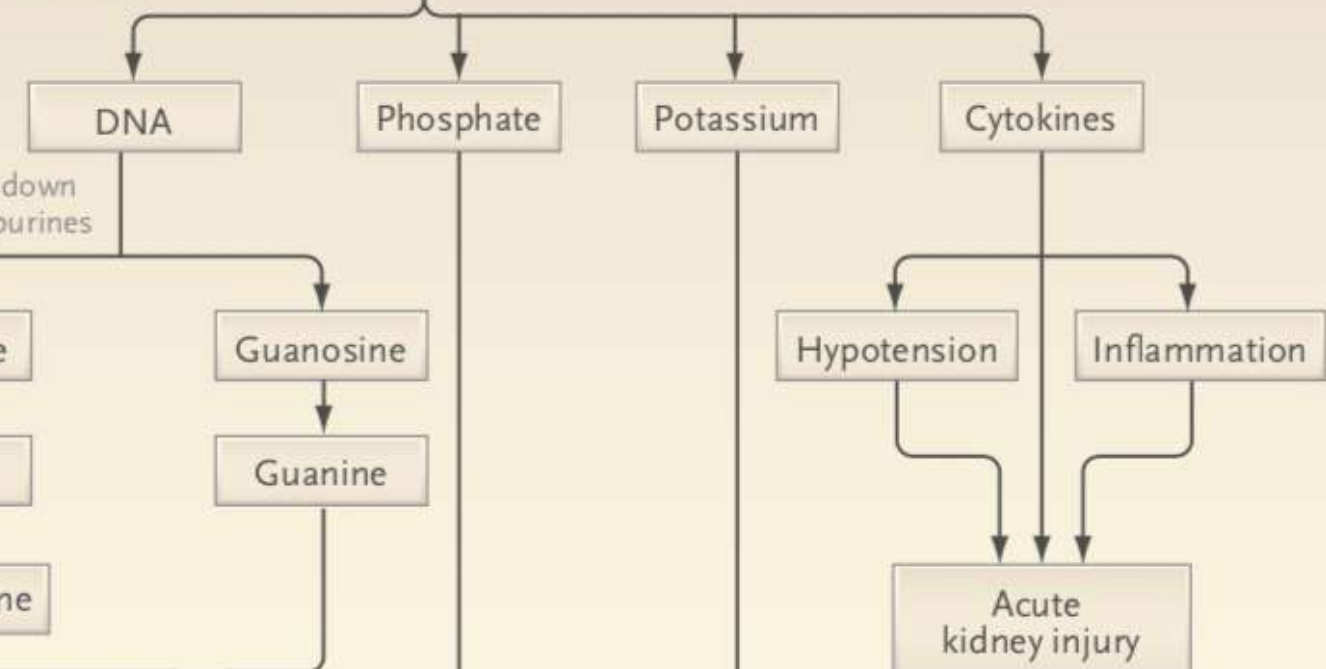 DNA
Phosphate
Potassium
Cytokines
down
purines
Guanosine
Hypotension
Inflammation
Guanine
Acute
kidney injury